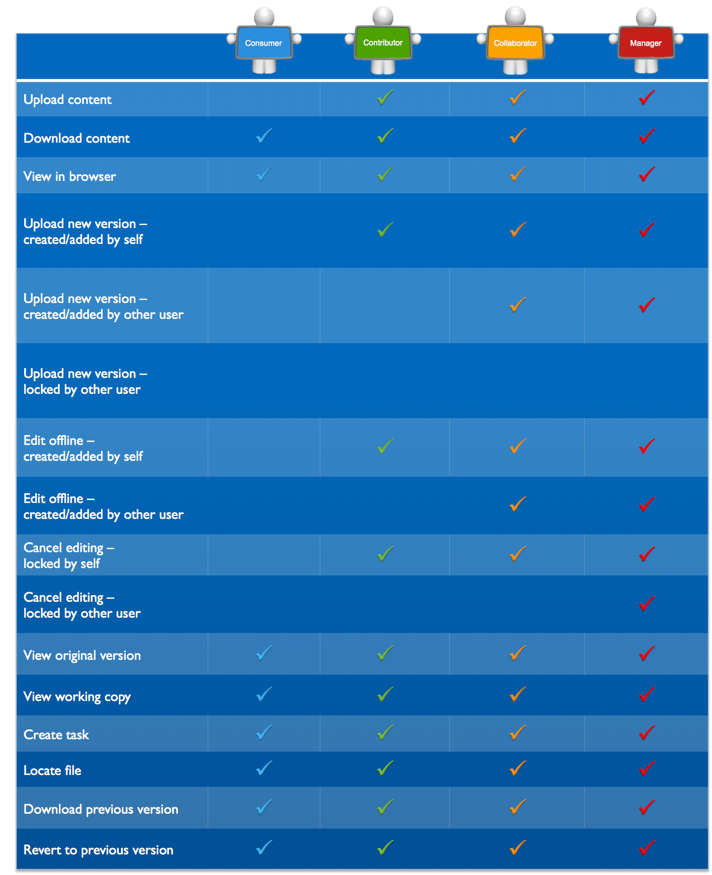 Consumer
Contributor
Collaborator
Manager
Upload content
Download content
View in browser
Upload new version –
created/added by self
Upload new version –
created/added by other user
Upload new version –
locked by other user
Edit offline –
created/added by self
Edit offline –
created/added by other user
Cancel editing –
locked by self
Cancel editing –
locked by other user
View original version
View working copy
Create task
Locate file
Download previous version
Revert to previous version